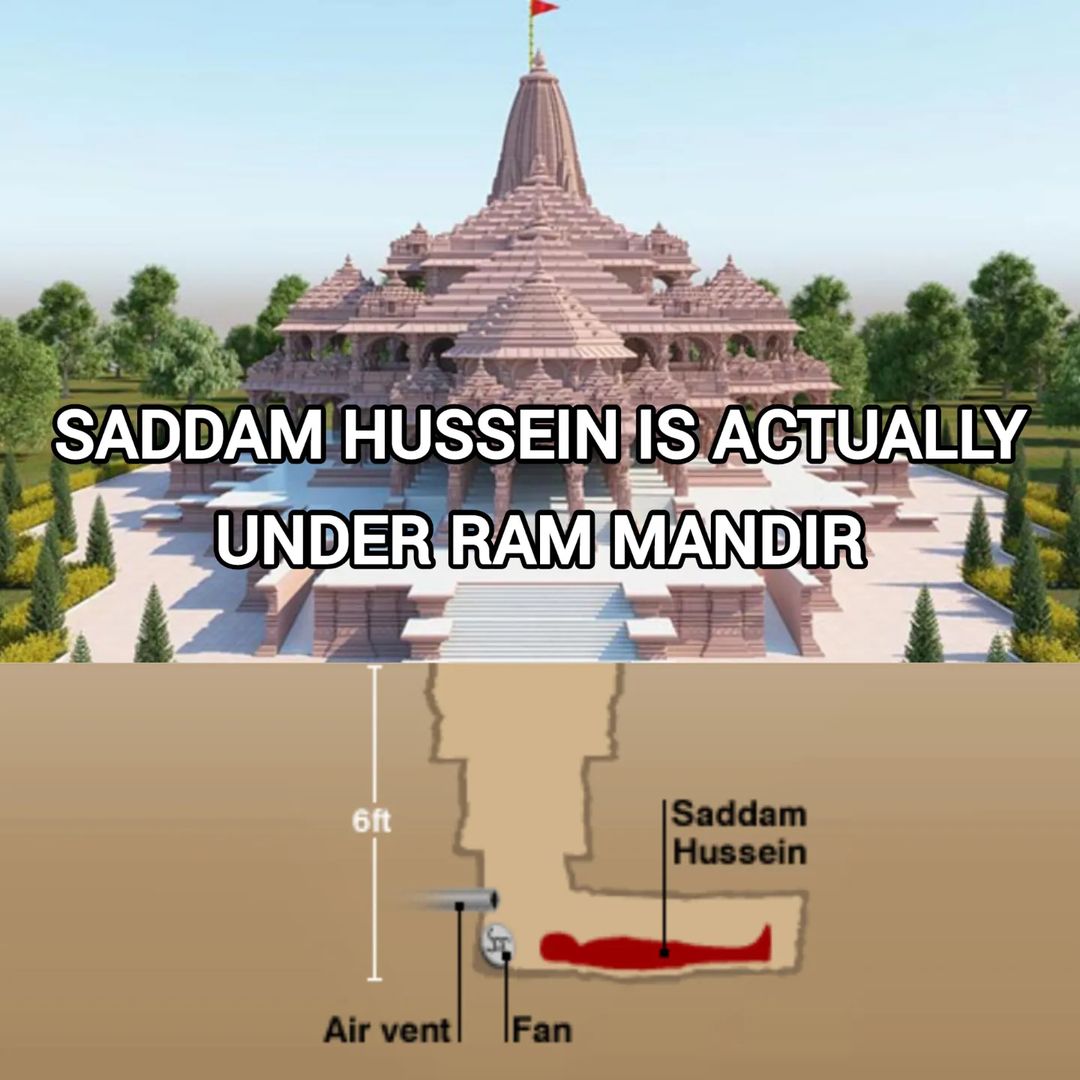 SADDAM HUSSEIN IS ACTUALLY
UNDER RAM MANDIR
6ft
Saddam
Hussein
Air vent
Fan